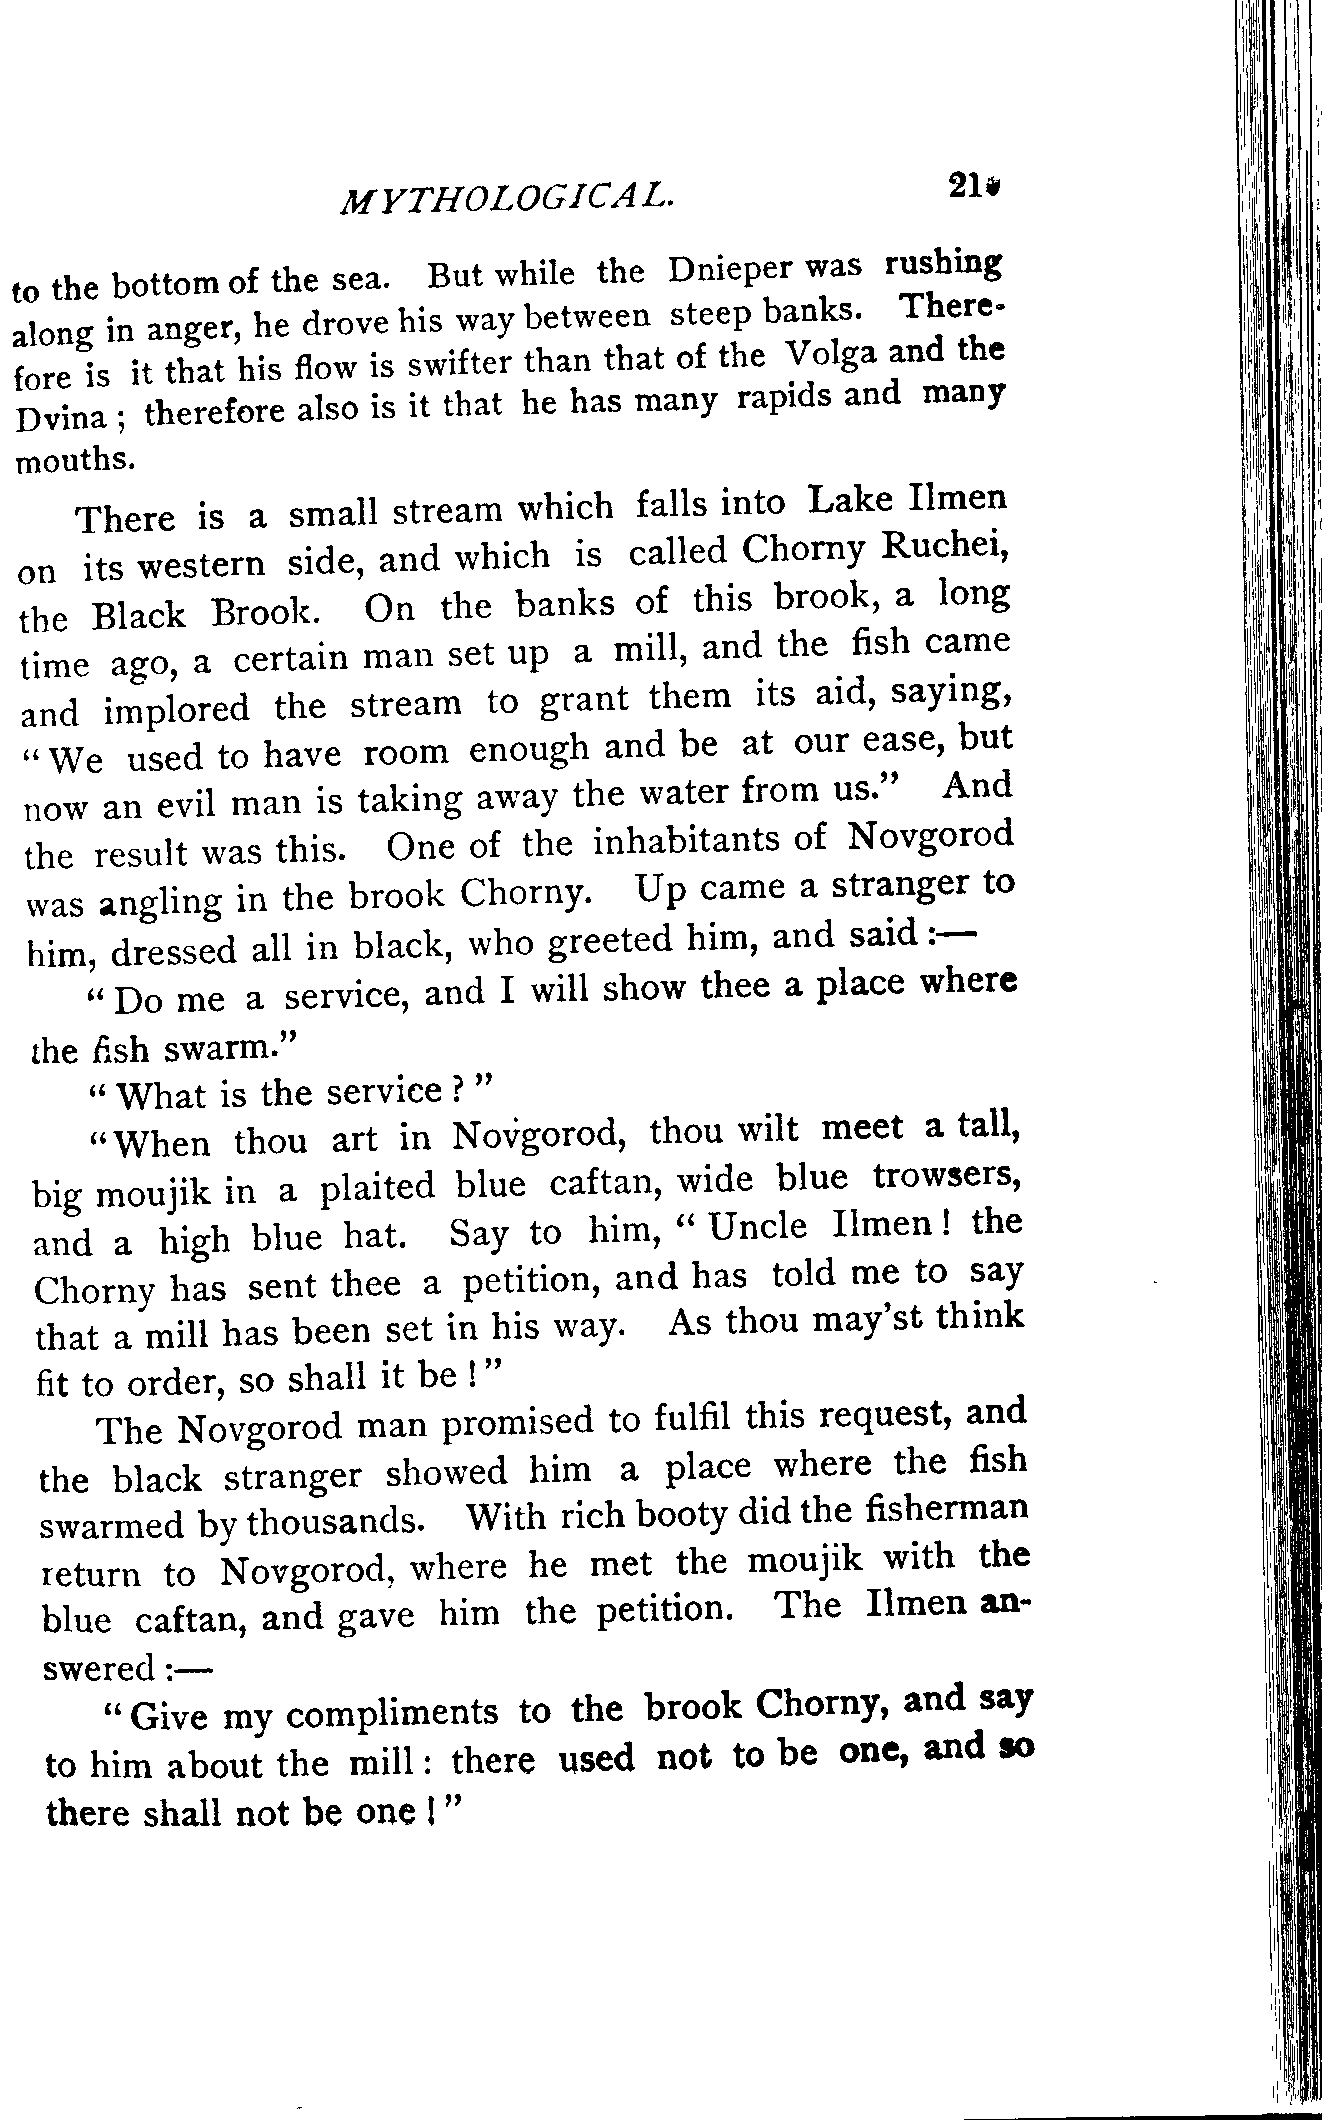 MYTHOLOGICAL.
to the bottom of the sea. But while the Dnieper was rushing
along in anger, he drove his way between steep banks. There-
fore is it that his flow is swifter than that of the Volga and the
Dvina ; therefore also is it that he has many rapids and many
mouths.
There is a small stream which falls into Lake Ilmen
on its western side, and which is called Chorny Ruchei,
the Black Brook. On the banks of this brook, a long
time ago, a certain man set up a mill, and the fish came
and implored the stream to grant them its aid, saying,
“We used to have room enough and be at our ease, but
now an evil man is taking away the water from us.” And
the result was this. One of the inhabitants of Novgorod
was angling in the brook Chorny. Up came a stranger to
him, dressed all in black, who greeted him, and said :—
“Do me a service, and I will show thee a place where
the fish swarm.”
“What is the service ? ”
“When thou art in Novgorod, thou wilt meet a tall,
big moujik in a plaited blue caftan, wide blue trowsers,
and a high blue hat. Say to him, “ Uncle Ilmen ! the
Chorny has sent thee a petition, and has told me to say
that a mill has been set in his way. As thou may’st think
fit to order, so shall it be ! ”
The Novgorod man promised to fulfil this request, and
the black stranger showed him a place where the fish
swarmed by thousands. With rich booty did the fisherman
return to Novgorod, where he met the moujik with the
blue caftan, and gave him the petition. The Ilmen an-
swered :—
“Give my compliments to the brook Chorny, and say
to him about the mill : there used not to be one, and so
there shall not be one ! ”